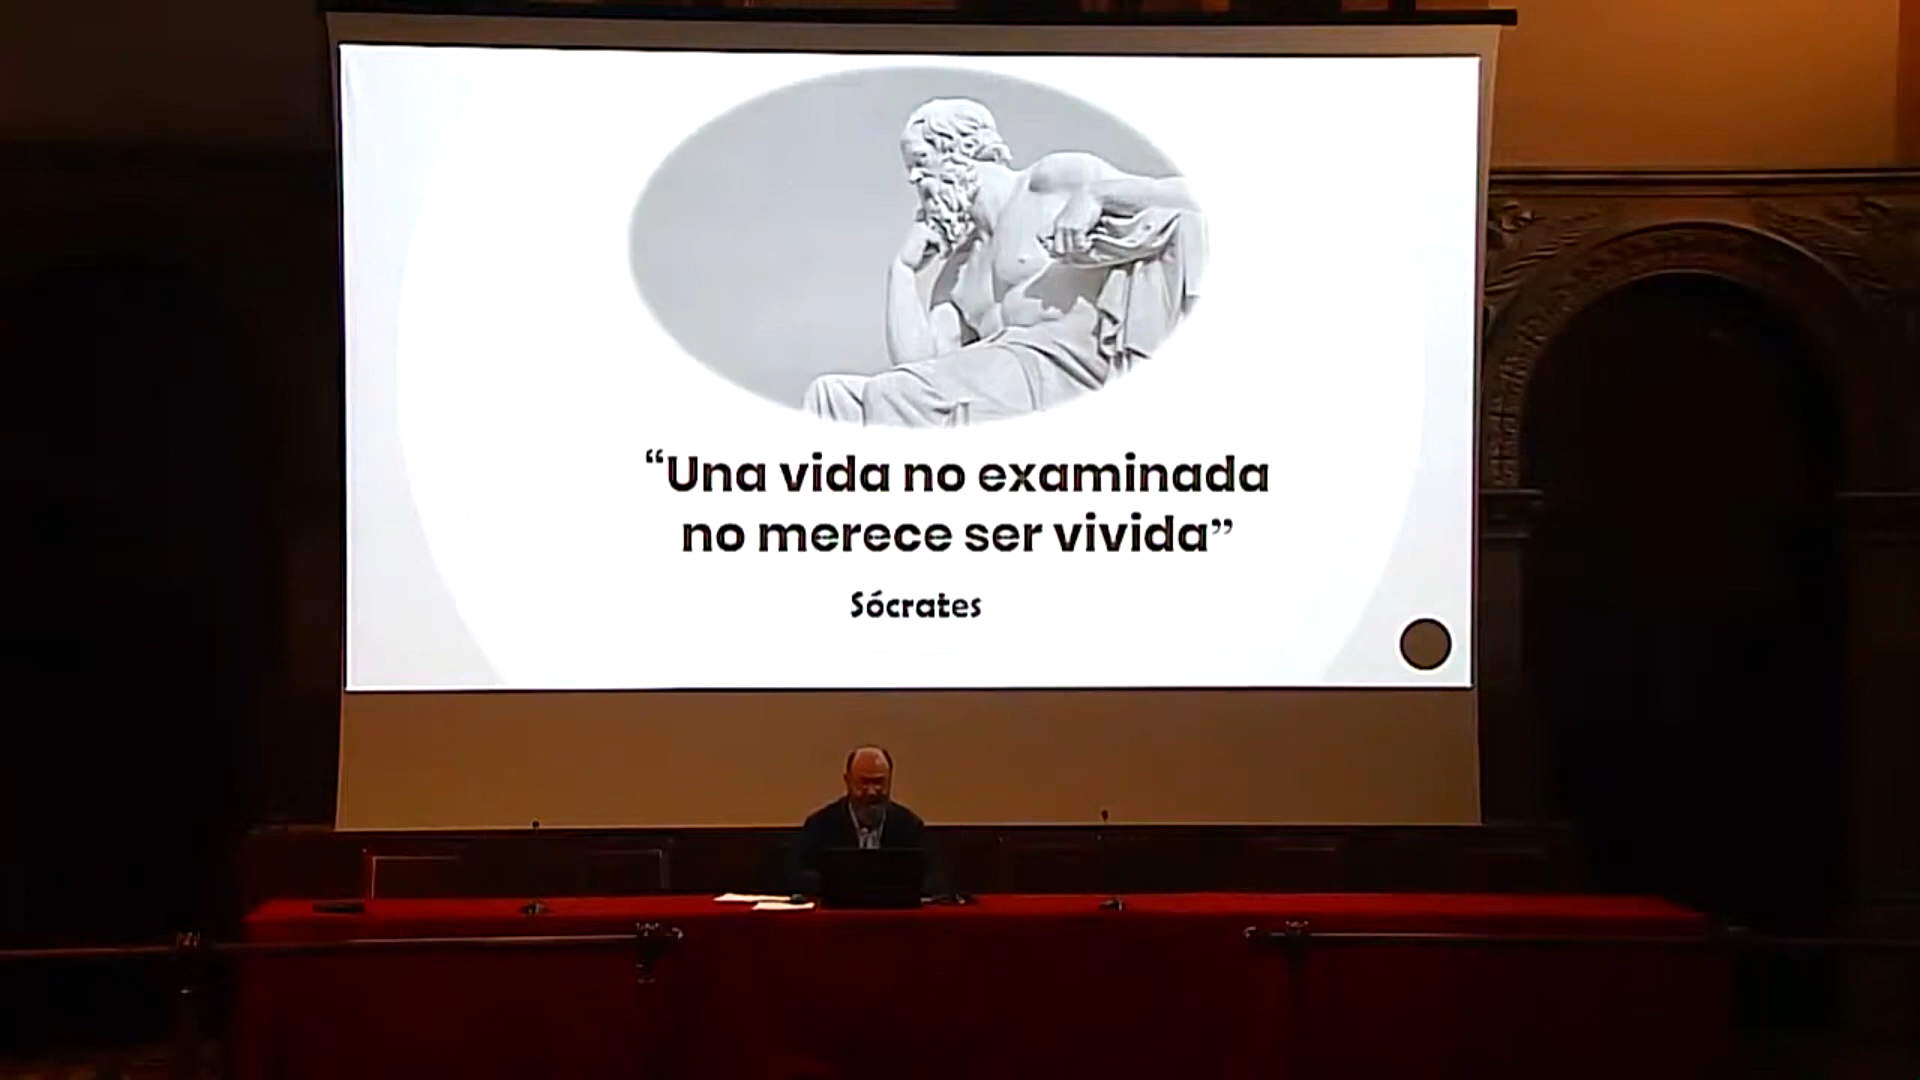 “Una vida no examinada
no merece ser vivida”
Sócrates